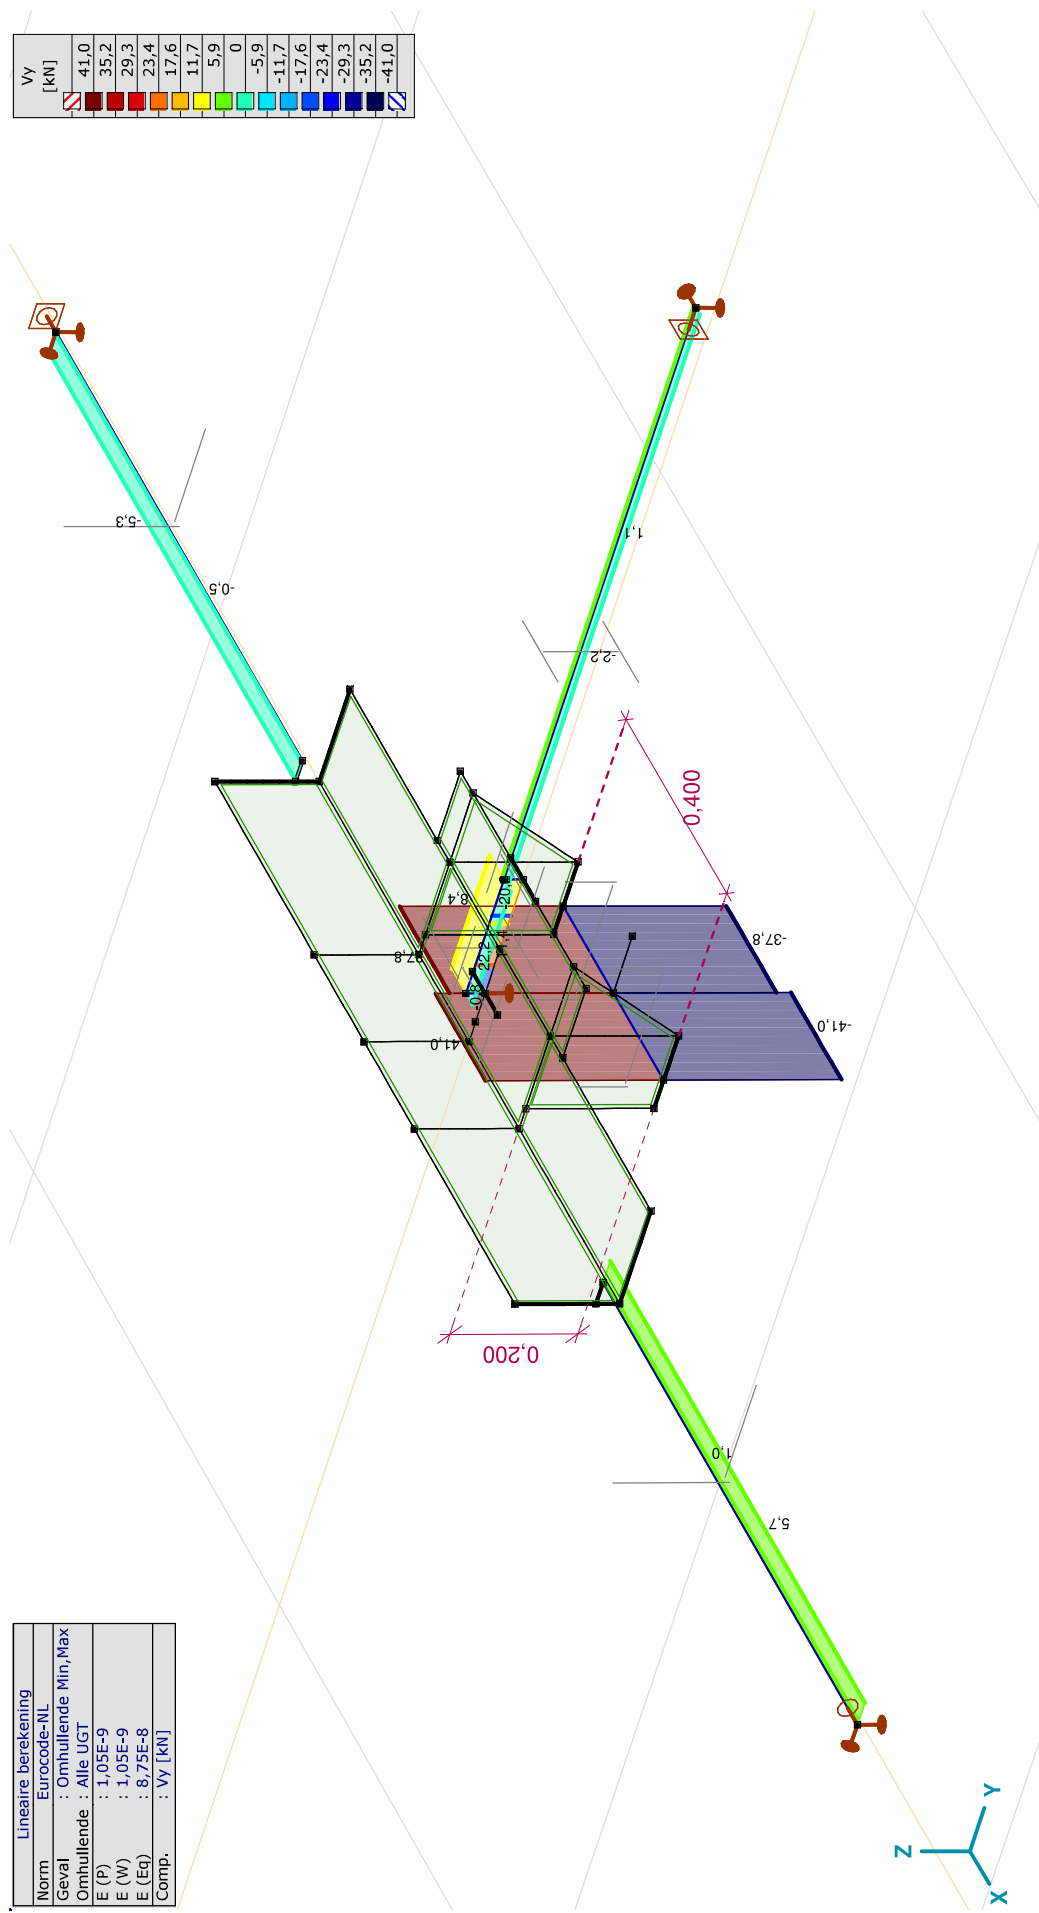 Lineaire berekening
Norm Eurocode-NL
Geval : Omhullende Min,Max
Omhullende : Alle UGT
E (P) : 1,05E-9
E (W) : 1,05E-9
E (Eq) : 8,75E-8
Comp. : Vy [kN]
Vy
[kN]
41,0
35,2
29,3
23,4
17,6
11,7
5,9
0
-5,9
-11,7
-17,6
-23,4
-29,3
-35,2
-41,0
-5,3
-0,5
1,1
-2,2
0,400
8,4
22,2
-0,8
41,0
-37,8
-41,0
0,200
1,0
5,7
Z
Y
X